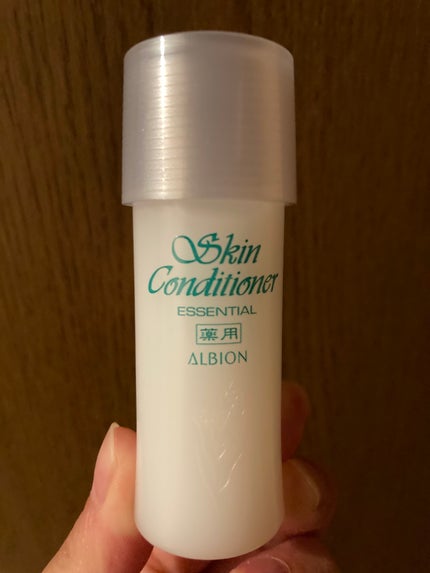 Skin
Conditioner
ESSENTIAL
薬用
ALBION